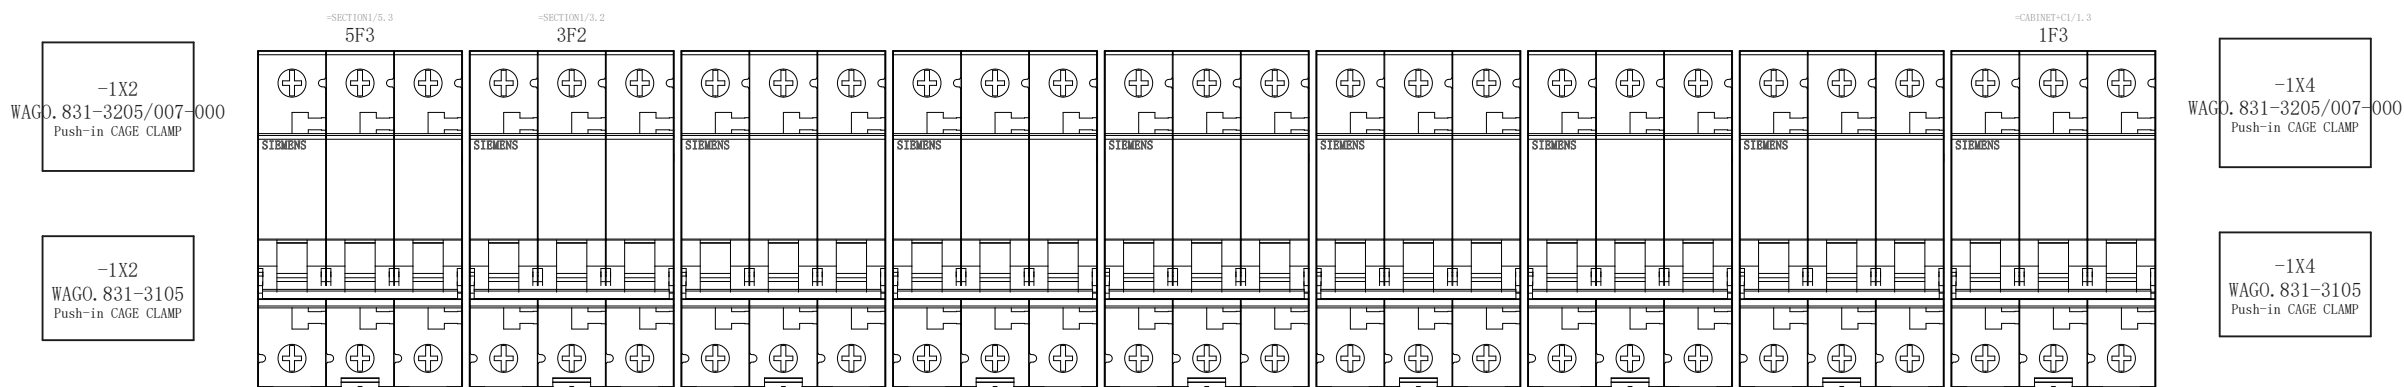 =SECTION1/5.3
5F3
=SECTION1/3.2
3F2
=CABINET+C1/1.3
1F3
-1X2
WAGO.831-3205/007-000
Push-in CAGE CLAMP
SIEMENS
SIEMENS
SIEMENS
SIEMENS
SIEMENS
SIEMENS
SIEMENS
SIEMENS
SIEMENS
-1X4
WAGO.831-3205/007-000
Push-in CAGE CLAMP
-1X2
WAGO.831-3105
Push-in CAGE CLAMP
-1X4
WAGO.831-3105
Push-in CAGE CLAMP